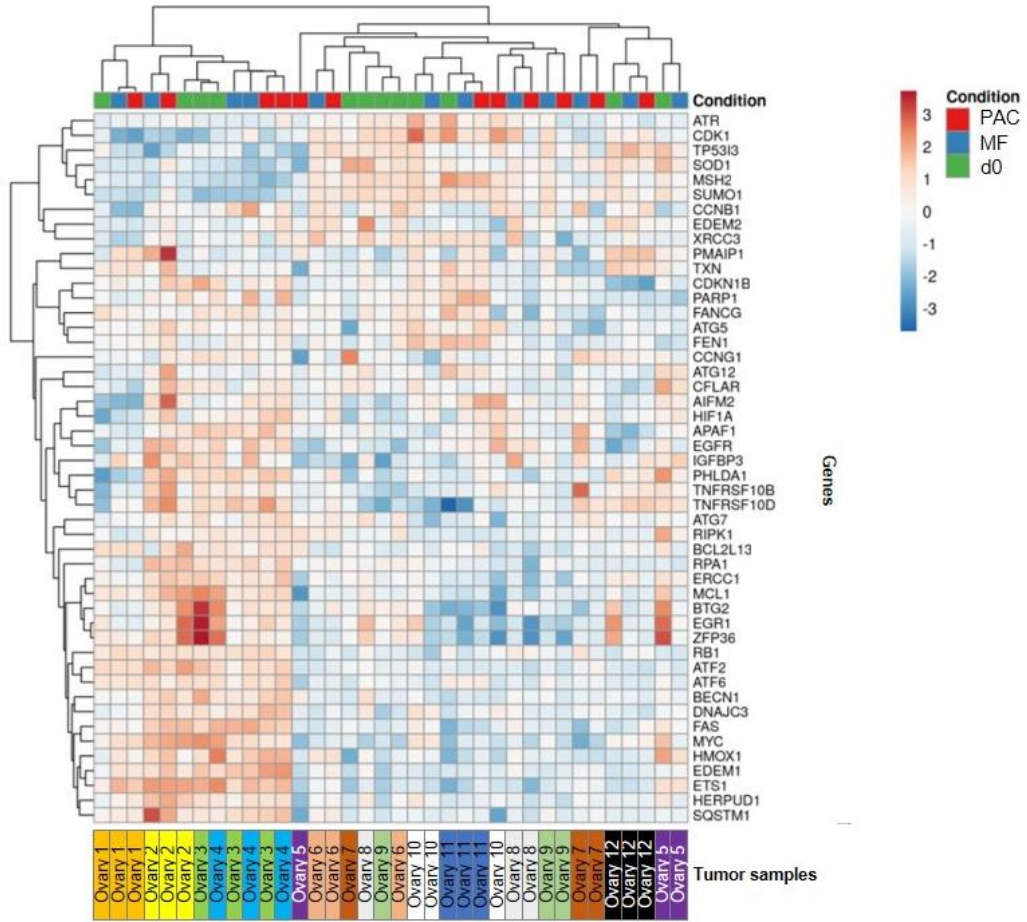 Condition
ATR
CDK1
TP53I3
SOD1
MSH2
SUMO1
CCNB1
EDEM2
XRCC3
PMAIP1
TXN
CDKN1B
PARP1
FANCG
ATG5
FEN1
CCNG1
ATG12
CFLAR
AIFM2
HIF1A
APAF1
EGFR
IGFBP3
PHLDA1
TNFRSF10B
TNFRSF10D
ATG7
RIPK1
BCL2L13
RPA1
ERCC1
MCL1
BTG2
EGR1
ZFP36
RB1
ATF2
ATF6
BECN1
DNAJC3
FAS
MYC
HMOX1
EDEM1
ETS1
HERPUD1
SQSTM1
Genes
3
2
1
0
-1
-2
-3
Condition
PAC
MF
d0
Ovary 1
Ovary 1
Ovary 1
Ovary 2
Ovary 2
Ovary 2
Ovary 3
Ovary 4
Ovary 3
Ovary 4
Ovary 3
Ovary 4
Ovary 5
Ovary 6
Ovary 6
Ovary 7
Ovary 8
Ovary 9
Ovary 6
Ovary 10
Ovary 10
Ovary 11
Ovary 11
Ovary 11
Ovary 10
Ovary 8
Ovary 8
Ovary 9
Ovary 9
Ovary 7
Ovary 7
Ovary 12
Ovary 12
Ovary 12
Ovary 5
Ovary 5
Tumor samples